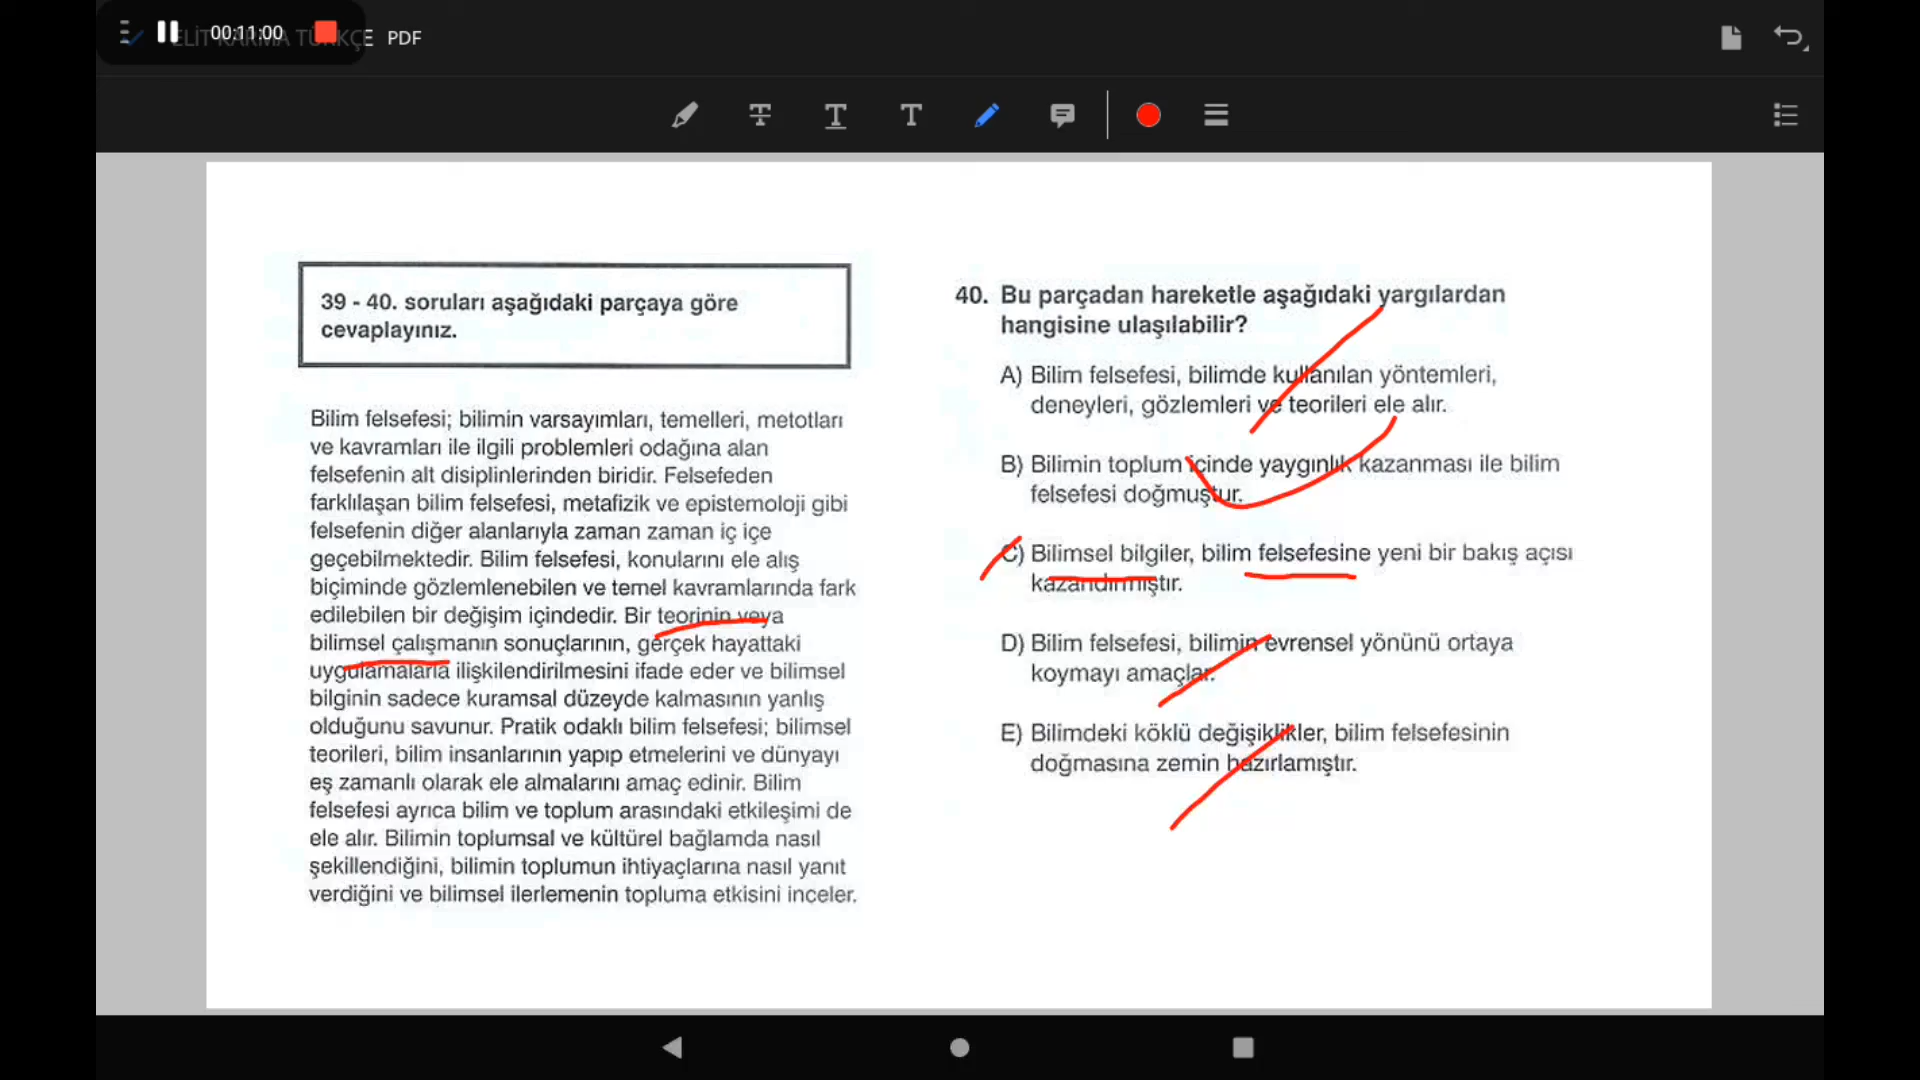 00:11:00
ELİT KARMA TÜRKÇE PDF
39 - 40. soruları aşağıdaki parçaya göre
cevaplayınız.
Bilim felsefesi; bilimin varsayımları, temelleri, metotları
ve kavramları ile ilgili problemleri odağına alan
felsefenin alt disiplinlerinden biridir. Felsefeden
farklılaşan bilim felsefesi, metafizik ve epistemoloji gibi
felsefenin diğer alanlarıyla zaman zaman iç içe
geçebilmektedir. Bilim felsefesi, konularını ele alış
biçiminde gözlemlenebilen ve temel kavramlarında fark
edilebilen bir değişim içindedir. Bir teorinin veya
bilimsel çalışmanın sonuçlarının, gerçek hayattaki
uygulamalarla ilişkilendirilmesini ifade eder ve bilimsel
bilginin sadece kuramsal düzeyde kalmasının yanlış
olduğunu savunur. Pratik odaklı bilim felsefesi; bilimsel
teorileri, bilim insanlarının yapıp etmelerini ve dünyayı
eş zamanlı olarak ele almalarını amaç edinir. Bilim
felsefesi ayrıca bilim ve toplum arasındaki etkileşimi de
ele alır. Bilimin toplumsal ve kültürel bağlamda nasıl
şekillendiğini, bilimin toplumun ihtiyaçlarına nasıl yanıt
verdiğini ve bilimsel ilerlemenin topluma etkisini inceler.
40. Bu parçadan hareketle aşağıdaki yargılardan
hangisine ulaşılabilir?
A) Bilim felsefesi, bilimde kullanılan yöntemleri,
deneyleri, gözlemleri ve teorileri ele alır.
B) Bilimin toplum içinde yaygınlık kazanması ile bilim
felsefesi doğmuştur.
C) Bilimsel bilgiler, bilim felsefesine yeni bir bakış açısı
kazandırmıştır.
D) Bilim felsefesi, bilimin evrensel yönünü ortaya
koymayı amaçlar.
E) Bilimdeki köklü değişiklikler, bilim felsefesinin
doğmasına zemin hazırlamıştır.